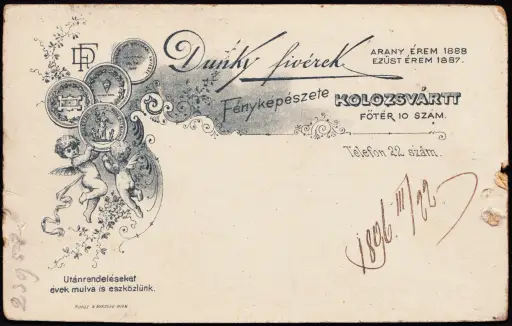 DF
Dunky fivérek
Fényképészete
ARANY ÉREM 1888
EZÜST ÉREM 1887.
KOLOZSVÁRTT
FŐTÉR 10 SZÁM.
Telefon 22 szám.
1896 III/22.
Utánrendeléseket
évek mulva is eszközlünk.